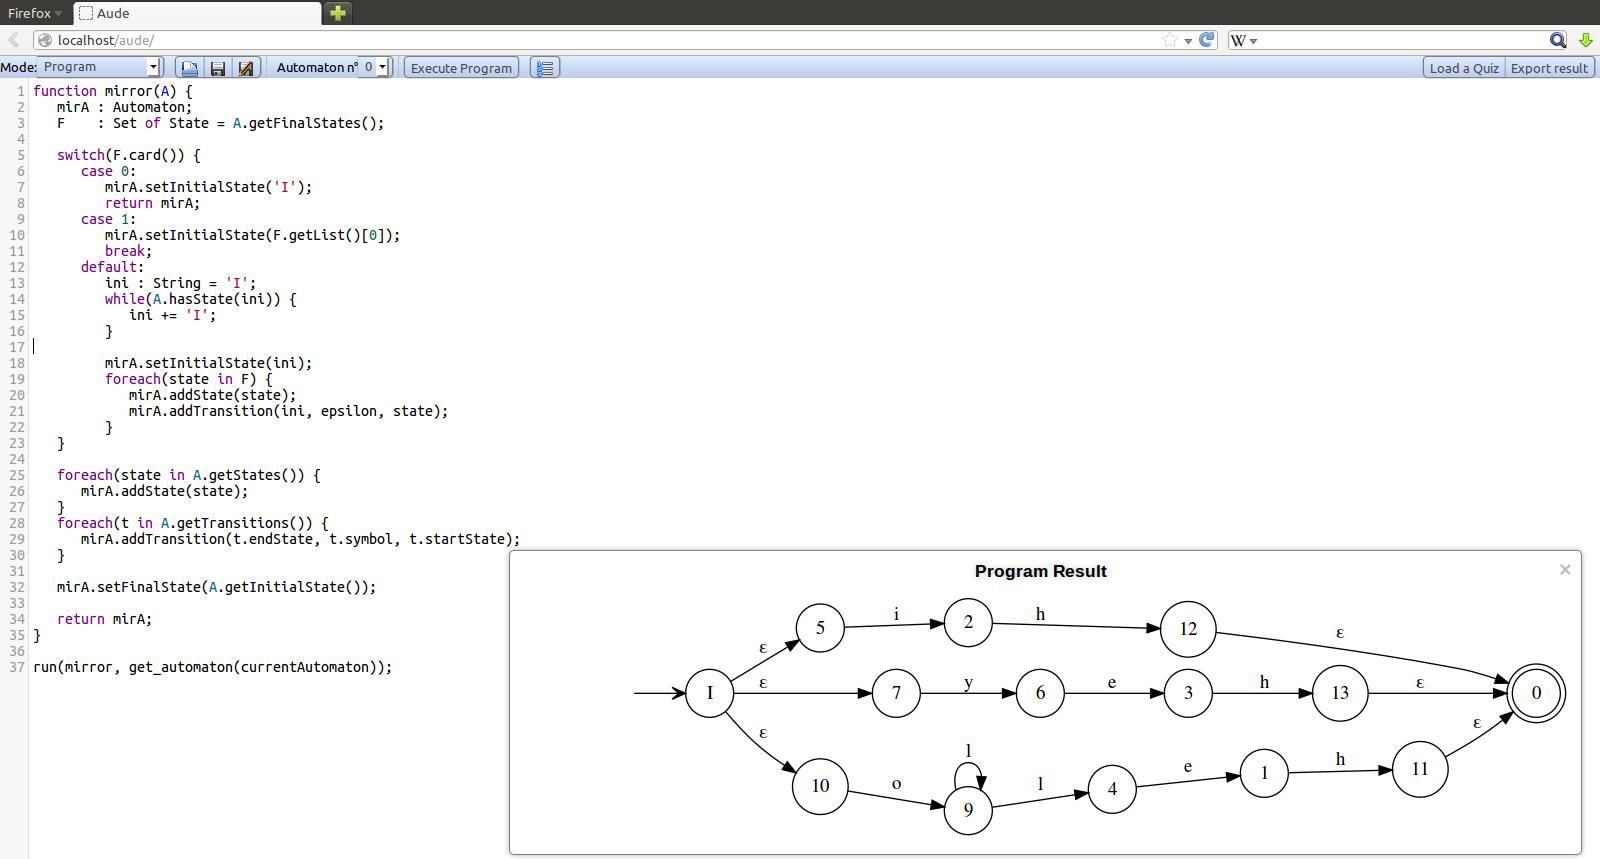 Firefox
Aude
localhost/aude/
W
Mode: Program
Automaton n° 0
Execute Program
Load a Quiz
Export result
1 function mirror(A) {
2    mirA : Automaton;
3    F    : Set of State = A.getFinalStates();
4
5    switch(F.card()) {
6       case 0:
7          mirA.setInitialState('I');
8          return mirA;
9       case 1:
10          mirA.setInitialState(F.getList()[0]);
11          break;
12       default:
13          ini : String = 'I';
14          while(A.hasState(ini)) {
15             ini += 'I';
16          }
17
18          mirA.setInitialState(ini);
19          foreach(state in F) {
20             mirA.addState(state);
21             mirA.addTransition(ini, epsilon, state);
22          }
23    }
24
25    foreach(state in A.getStates()) {
26       mirA.addState(state);
27    }
28    foreach(t in A.getTransitions()) {
29       mirA.addTransition(t.endState, t.symbol, t.startState);
30    }
31
32    mirA.setFinalState(A.getInitialState());
33
34    return mirA;
35 }
36
37 run(mirror, get_automaton(currentAutomaton));
Program Result
×
ε 5 i 2 h 12 ε
I ε 7 y 6 e 3 h 13 ε 0
ε 10 o l 9 l 4 e 1 h 11 ε